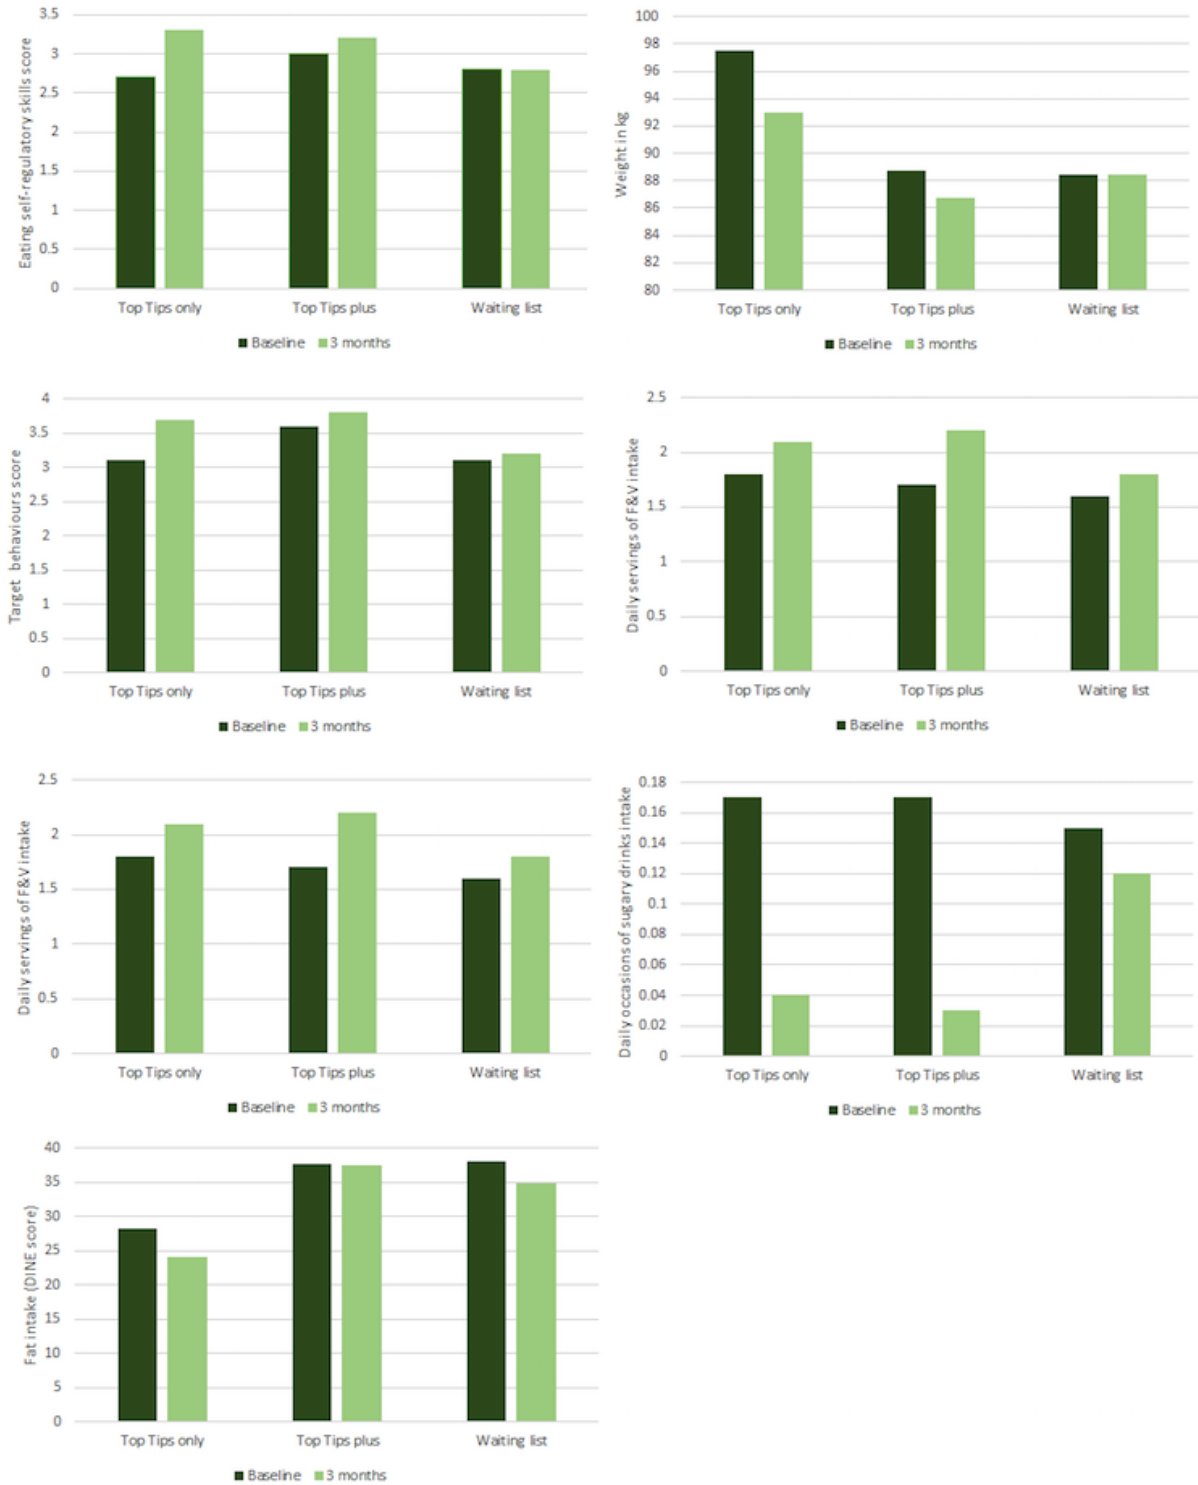 Eating self-regulatory skills score
3.5
3
2.5
2
1.5
1
0.5
0
Top Tips only Top Tips plus Waiting list
Baseline 3 months
Weight in kg
100
98
96
94
92
90
88
86
84
82
80
Top Tips only Top Tips plus Waiting list
Baseline 3 months
Target behaviours score
4
3.5
3
2.5
2
1.5
1
0.5
0
Top Tips only Top Tips plus Waiting list
Baseline 3 months
Daily servings of F&V intake
2.5
2
1.5
1
0.5
0
Top Tips only Top Tips plus Waiting list
Baseline 3 months
Daily servings of F&V intake
2.5
2
1.5
1
0.5
0
Top Tips only Top Tips plus Waiting list
Baseline 3 months
Daily occasions of sugary drinks intake
0.18
0.16
0.14
0.12
0.1
0.08
0.06
0.04
0.02
0
Top Tips only Top Tips plus Waiting list
Baseline 3 months
Fat intake (DINE score)
40
35
30
25
20
15
10
5
0
Top Tips only Top Tips plus Waiting list
Baseline 3 months